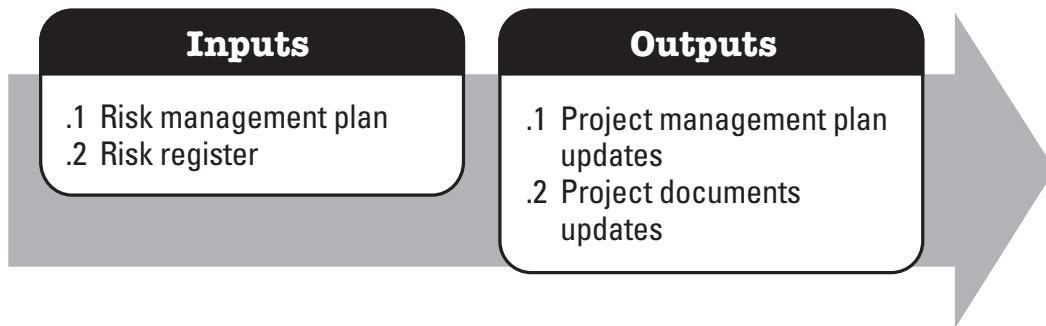 Inputs
.1 Risk management plan
.2 Risk register
Outputs
.1 Project management plan
updates
.2 Project documents
updates